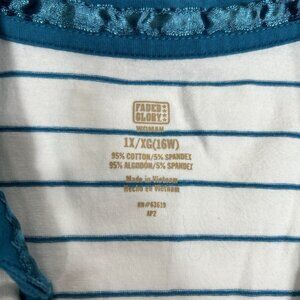 FADED
GLORY
WOMAN
1X/XG(16W)
95% COTTON/5% SPANDEX
95% ALGODÓN/5% SPANDEX
Made in Vietnam
Hecho en Vietnam
RN#63619
AP2